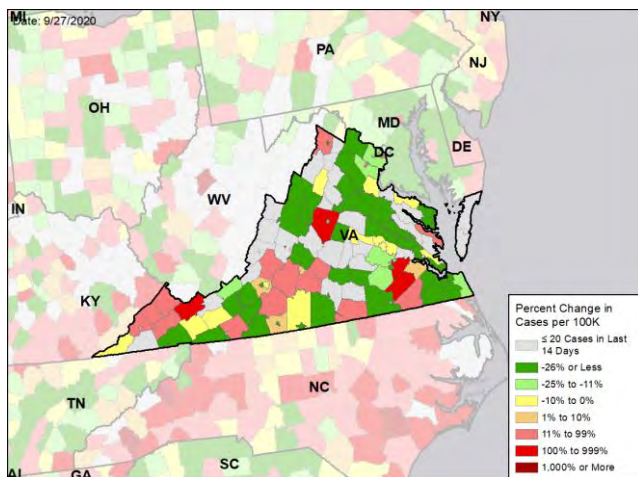 MI
Date: 9/27/2020
NY
PA
NJ
OH
MD
DE
DC
IN
WV
VA
KY
TN
NC
AL
GA
SC
Percent Change in
Cases per 100K
≤ 20 Cases in Last
14 Days
-26% or Less
-25% to -11%
-10% to 0%
1% to 10%
11% to 99%
100% to 999%
1,000% or More